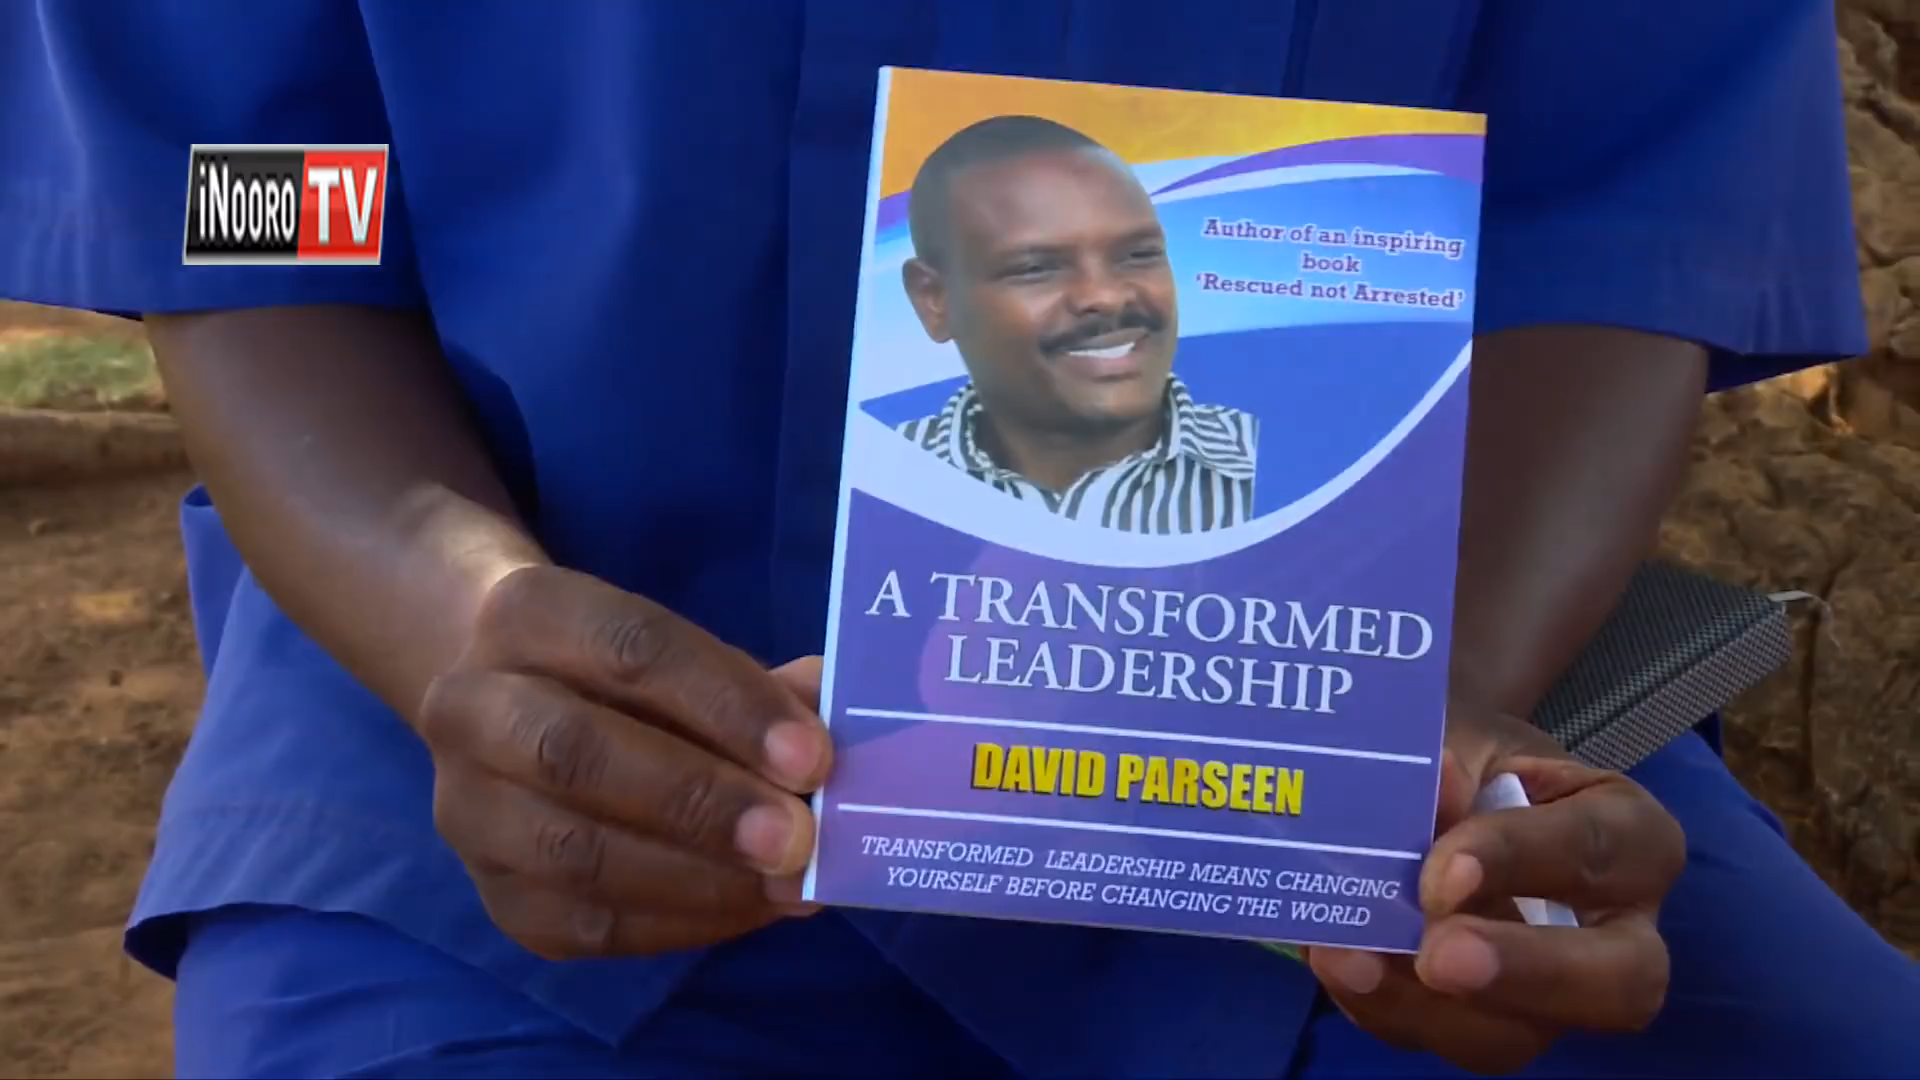 iNOORO TV
Author of an inspiring
book
'Rescued not Arrested'
A TRANSFORMED
LEADERSHIP
DAVID PARSEEN
TRANSFORMED LEADERSHIP MEANS CHANGING
YOURSELF BEFORE CHANGING THE WORLD